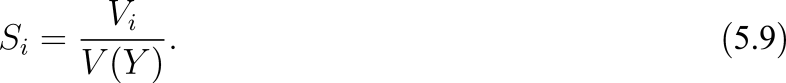 S_i = \frac{V_i}{V(Y)}. (5.9)